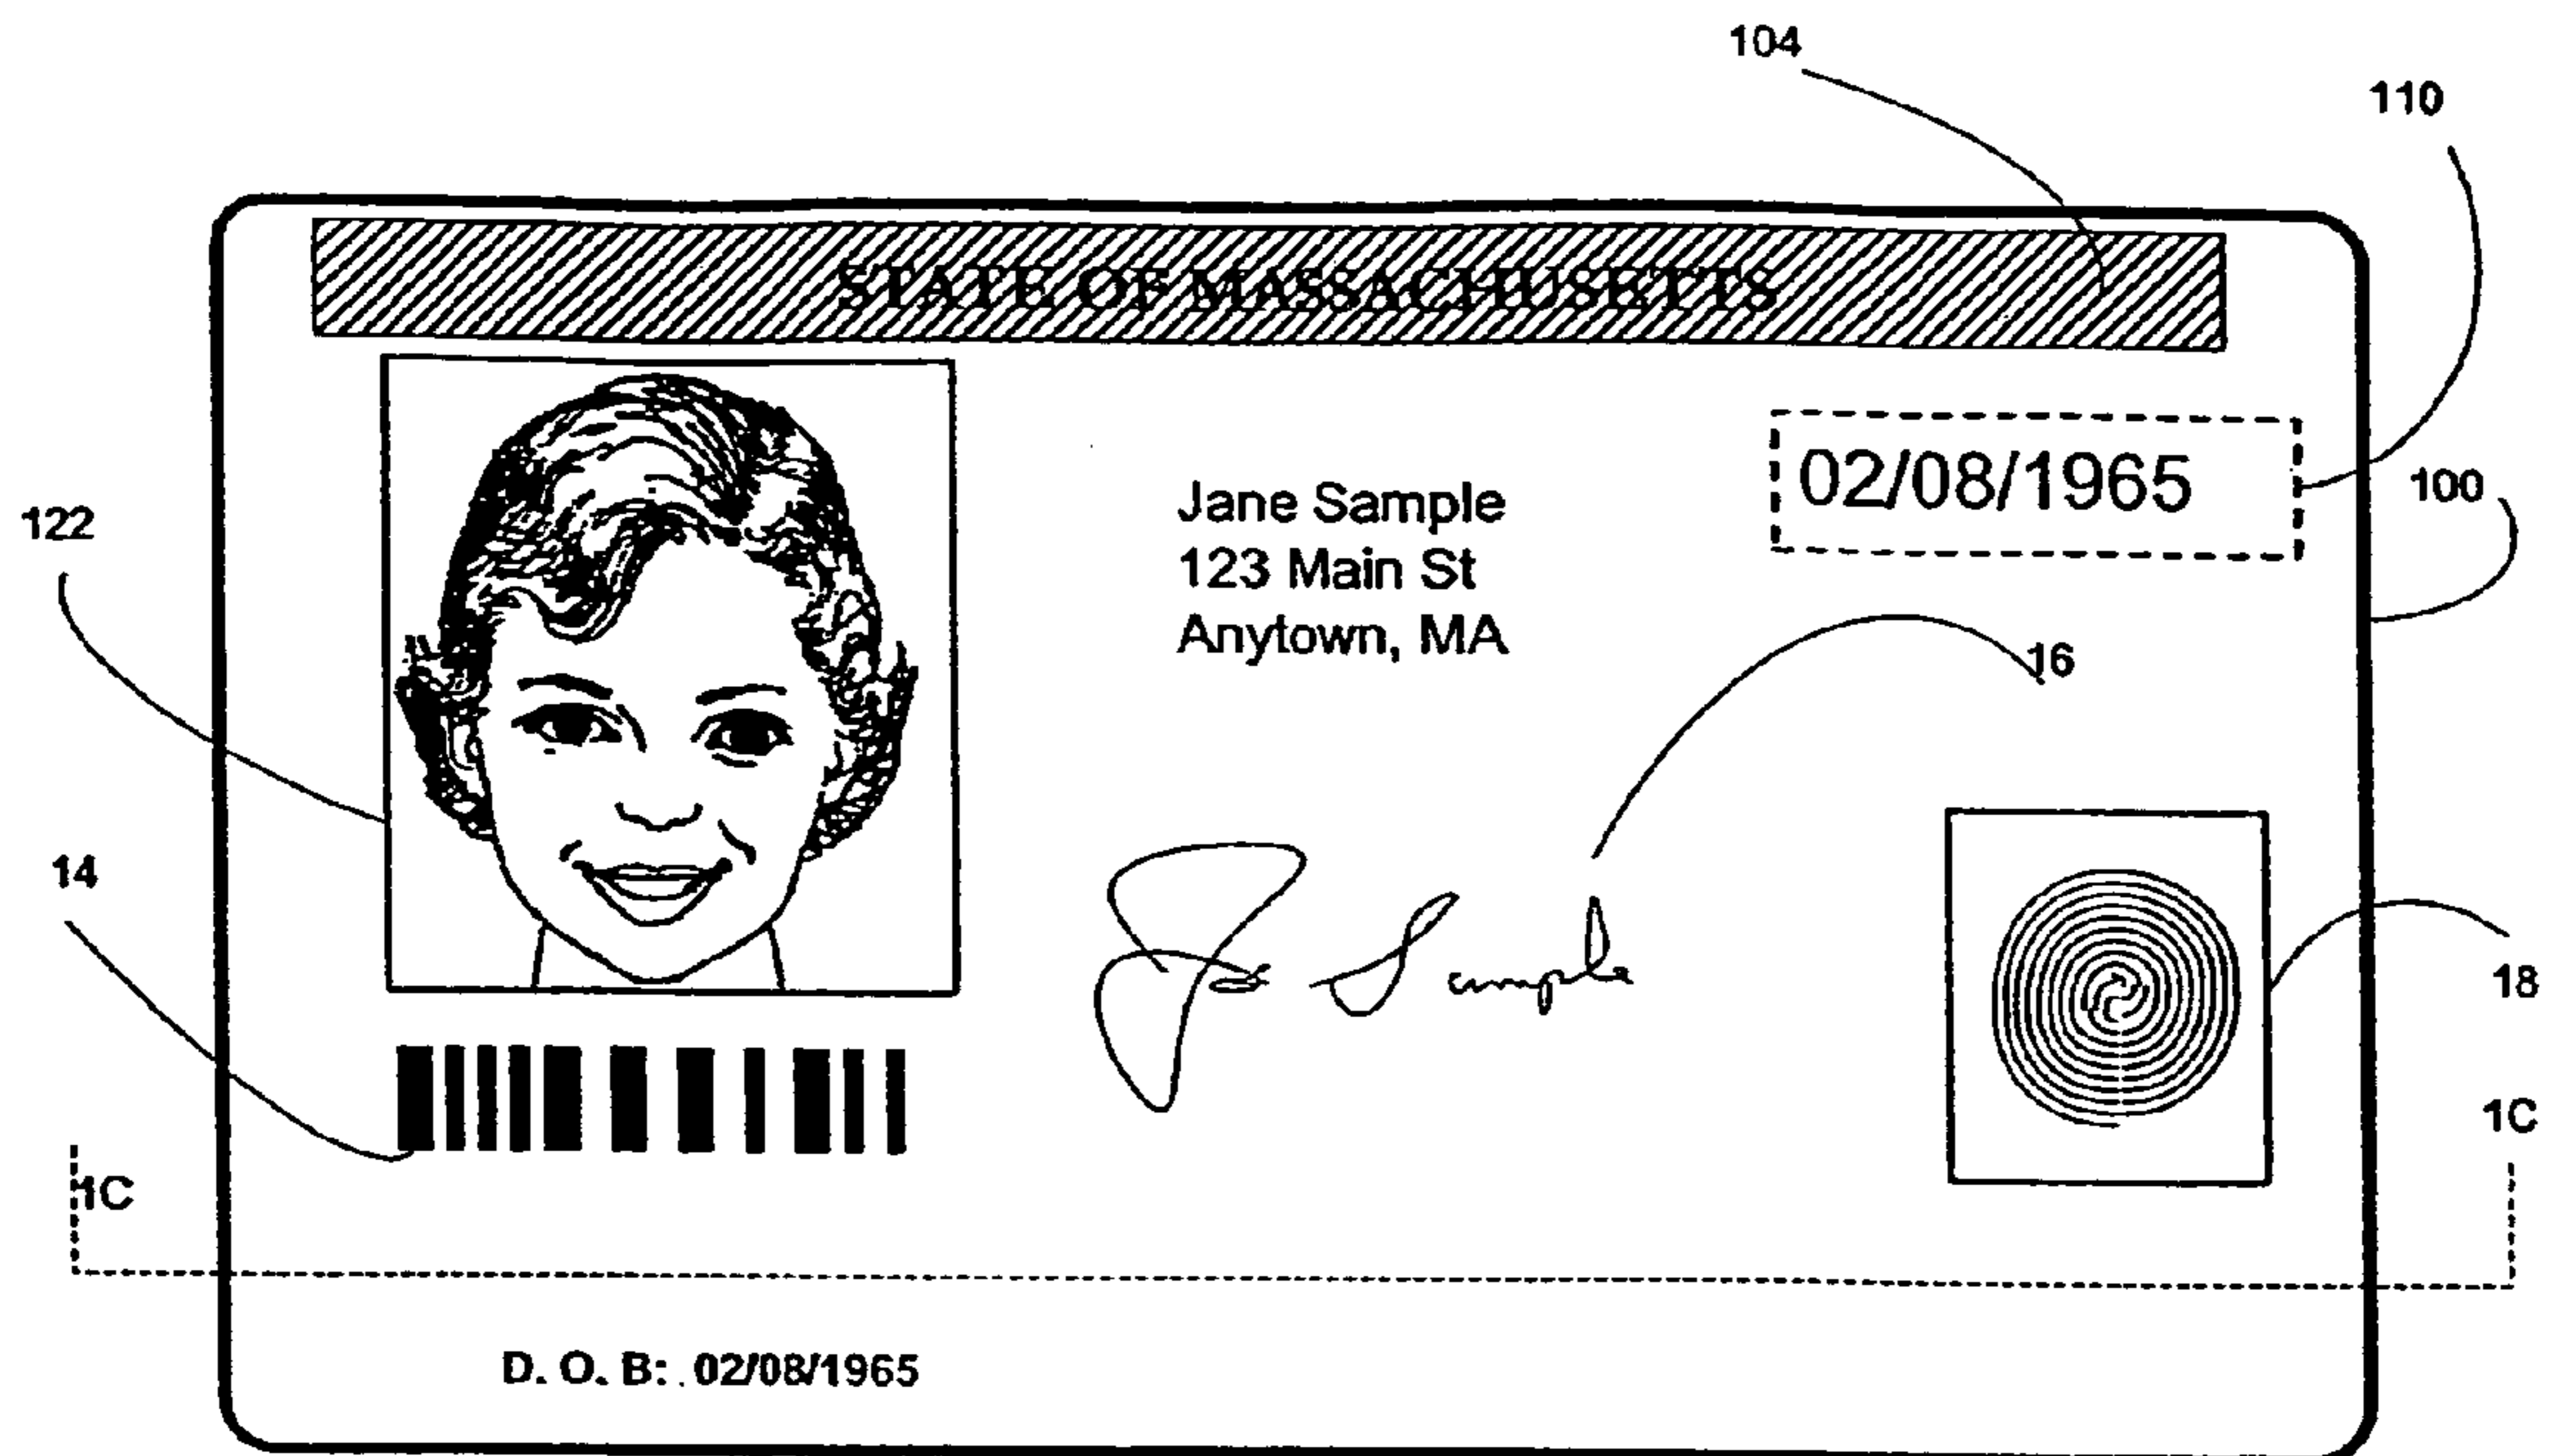 104
110
STATE OF MASSACHUSETTS
02/08/1965
100
122
Jane Sample
123 Main St
Anytown, MA
16
14
J Sample
18
1C
1C
D. O. B: 02/08/1965